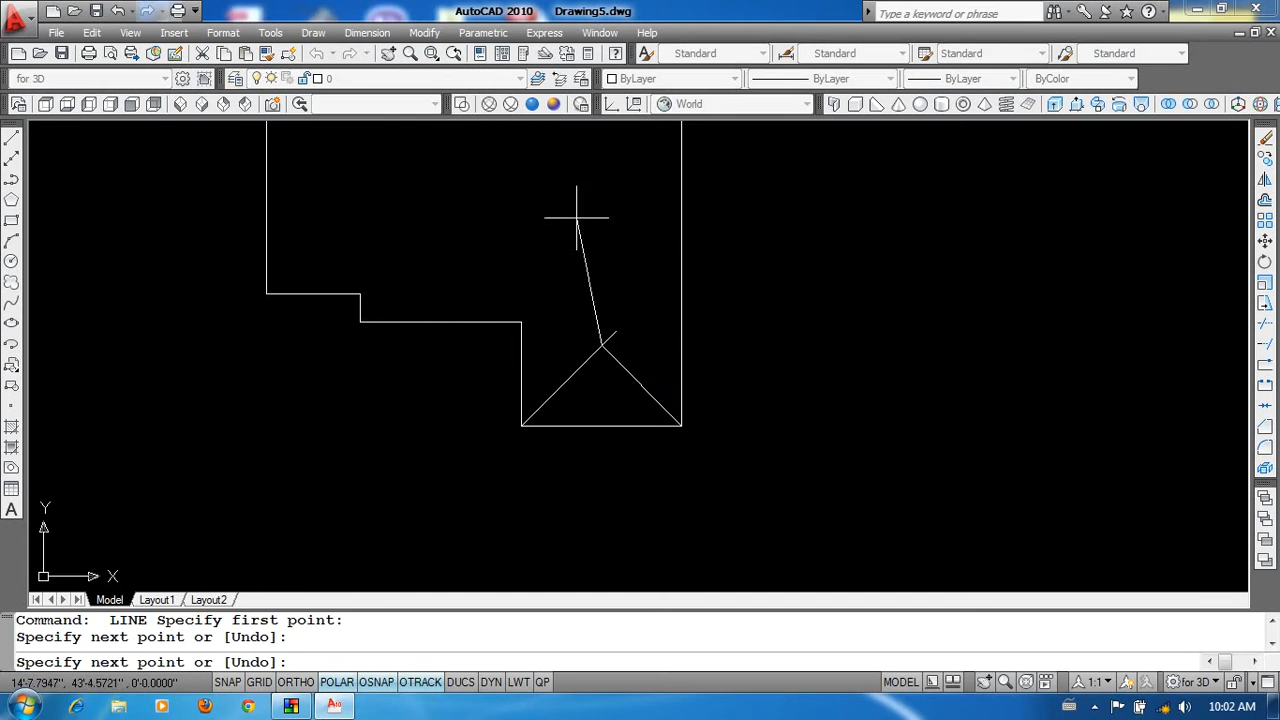 AutoCAD 2010 Drawing5.dwg
Type a keyword or phrase
File Edit View Insert Format Tools Draw Dimension Modify Parametric Express Window Help
Standard Standard Standard Standard
for 3D 0 ByLayer ByLayer ByLayer ByColor
World
A
Y
X
Model Layout1 Layout2
Command:  LINE Specify first point:
Specify next point or [Undo]:
Specify next point or [Undo]:
14'-7.7947", 43'-4.5721", 0'-0.0000" SNAP GRID ORTHO POLAR OSNAP OTRACK DUCS DYN LWT QP MODEL 1:1 for 3D
10:02 AM